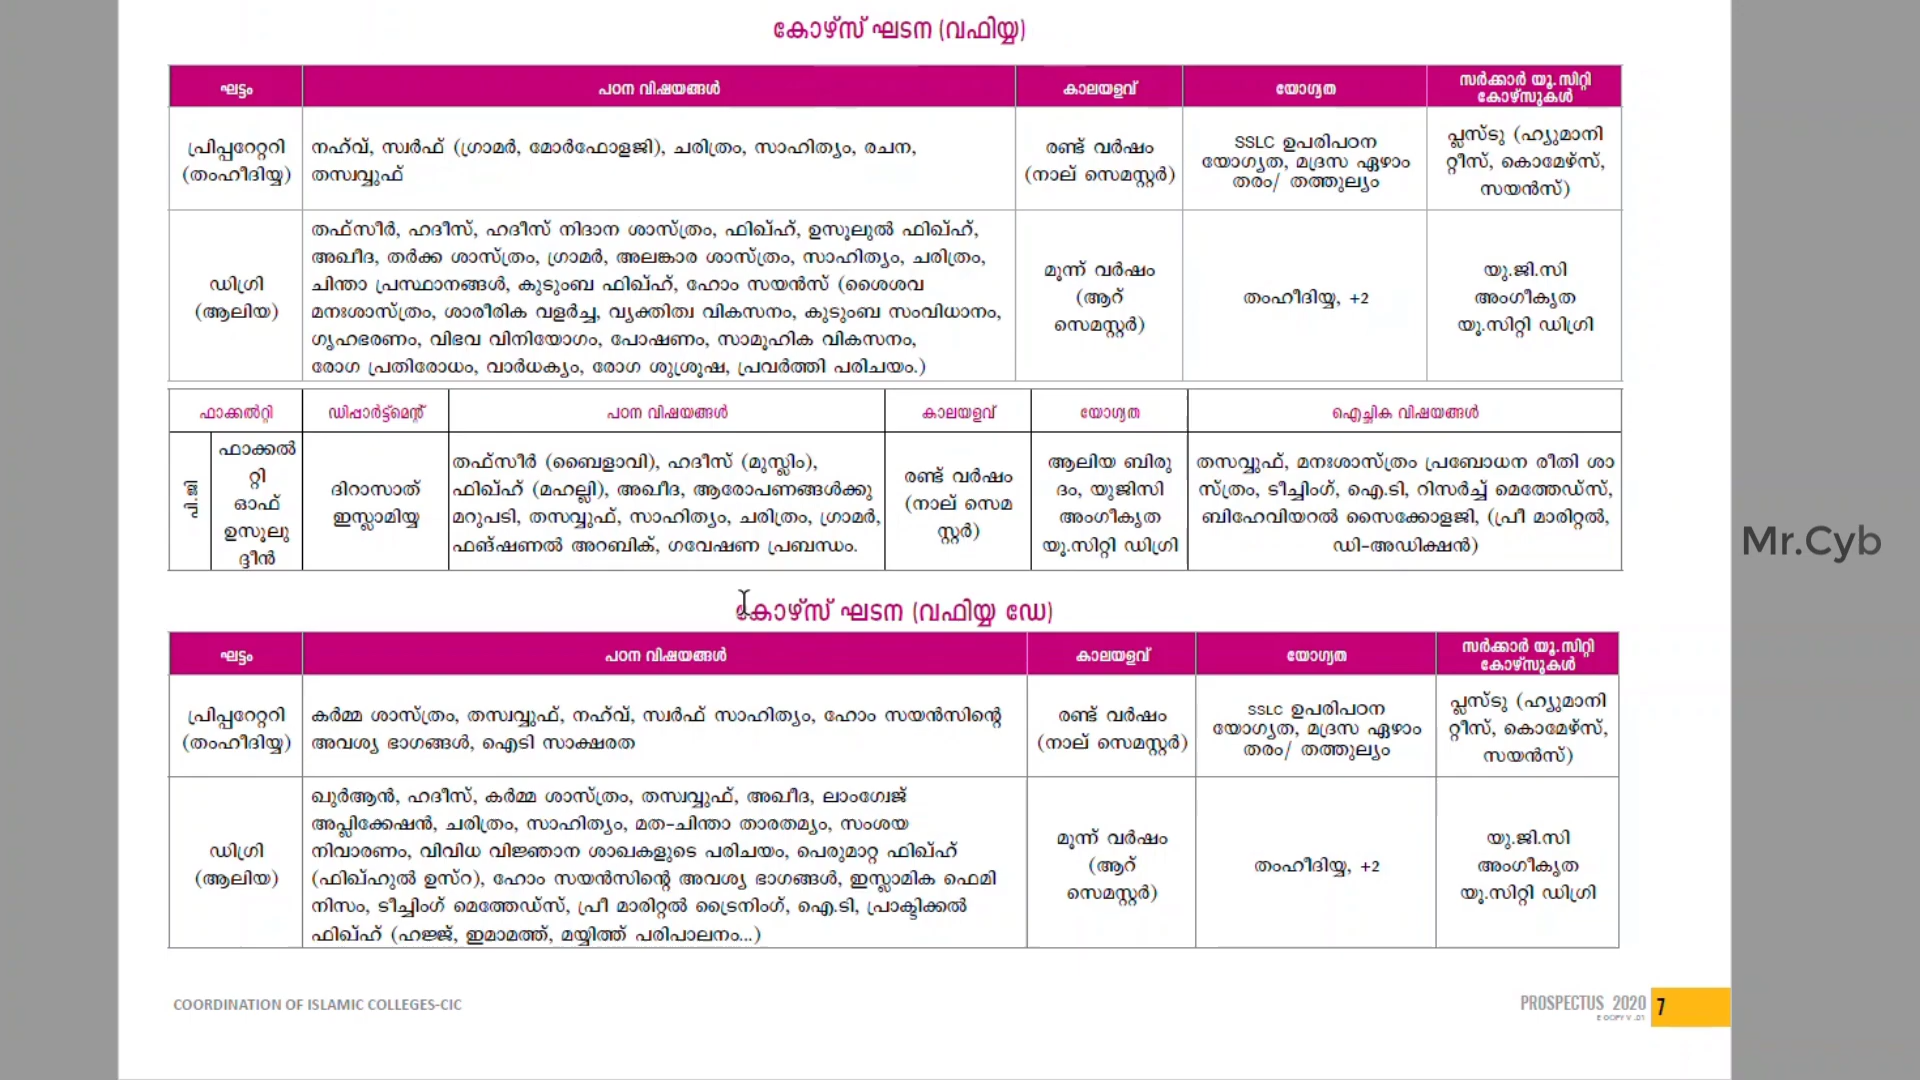 കോഴ്സ് ഘടന (വഫിയ്യ)
ഘട്ടം
പഠന വിഷയങ്ങൾ
കാലയളവ്
യോഗ്യത
സർക്കാർ യൂ.സിറ്റി
കോഴ്സുകൾ
പ്രിപ്പറേറ്ററി
(തംഹീദിയ്യ)
നഹ്‌വ്, സ്വർഫ് (ഗ്രാമർ, മോർഫോളജി), ചരിത്രം, സാഹിത്യം, രചന,
തസ്വവ്വുഫ്
രണ്ട് വർഷം
(നാല് സെമസ്റ്റർ)
SSLC ഉപരിപഠന
യോഗ്യത, മദ്രസ ഏഴാം
തരം/ തത്തുല്യം
പ്ലസ്ടു (ഹ്യുമാനി
റ്റീസ്, കൊമേഴ്സ്,
സയൻസ്)
ഡിഗ്രി
(ആലിയ)
തഫ്സീർ, ഹദീസ്, ഹദീസ് നിദാന ശാസ്ത്രം, ഫിഖ്ഹ്, ഉസൂലുൽ ഫിഖ്ഹ്,
അഖീദ, തർക്ക ശാസ്ത്രം, ഗ്രാമർ, അലങ്കാര ശാസ്ത്രം, സാഹിത്യം, ചരിത്രം,
ചിന്താ പ്രസ്ഥാനങ്ങൾ, കുടുംബ ഫിഖ്ഹ്, ഹോം സയൻസ് (ശൈശവ
മനഃശാസ്ത്രം, ശാരീരിക വളർച്ച, വ്യക്തിത്വ വികസനം, കുടുംബ സംവിധാനം,
ഗൃഹഭരണം, വിഭവ വിനിയോഗം, പോഷണം, സാമൂഹിക വികസനം,
രോഗ പ്രതിരോധം, വാർധക്യം, രോഗ ശുശ്രൂഷ, പ്രവർത്തി പരിചയം.)
മൂന്ന് വർഷം
(ആറ്
സെമസ്റ്റർ)
തംഹീദിയ്യ, +2
യു.ജി.സി
അംഗീകൃത
യൂ.സിറ്റി ഡിഗ്രി
ഫാക്കൽറ്റി
ഡിപ്പാർട്ട്മെന്റ്
പഠന വിഷയങ്ങൾ
കാലയളവ്
യോഗ്യത
ഐച്ഛിക വിഷയങ്ങൾ
പി.ജി
ഫാക്കൽ
റ്റി
ഓഫ്
ഉസൂലു
ദ്ദീൻ
ദിറാസാത്
ഇസ്ലാമിയ്യ
തഫ്സീർ (ബൈളാവി), ഹദീസ് (മുസ്ലിം),
ഫിഖ്ഹ് (മഹല്ലി), അഖീദ, ആരോപണങ്ങൾക്കു
മറുപടി, തസവ്വുഫ്, സാഹിത്യം, ചരിത്രം, ഗ്രാമർ,
ഫങ്ഷണൽ അറബിക്, ഗവേഷണ പ്രബന്ധം.
രണ്ട് വർഷം
(നാല് സെമ
സ്റ്റർ)
ആലിയ ബിരു
ദം, യുജിസി
അംഗീകൃത
യൂ.സിറ്റി ഡിഗ്രി
തസവ്വുഫ്, മനഃശാസ്ത്രം പ്രബോധന രീതി ശാ
സ്ത്രം, ടീച്ചിംഗ്, ഐ.ടി, റിസർച്ച് മെത്തേഡ്സ്,
ബിഹേവിയറൽ സൈക്കോളജി, (പ്രീ മാരിറ്റൽ,
ഡി-അഡിക്ഷൻ)
Mr.Cyb
കോഴ്സ് ഘടന (വഫിയ്യ ഡേ)
ഘട്ടം
പഠന വിഷയങ്ങൾ
കാലയളവ്
യോഗ്യത
സർക്കാർ യൂ.സിറ്റി
കോഴ്സുകൾ
പ്രിപ്പറേറ്ററി
(തംഹീദിയ്യ)
കർമ്മ ശാസ്ത്രം, തസ്വവ്വുഫ്, നഹ്‌വ്, സ്വർഫ് സാഹിത്യം, ഹോം സയൻസിന്റെ
അവശ്യ ഭാഗങ്ങൾ, ഐടി സാക്ഷരത
രണ്ട് വർഷം
(നാല് സെമസ്റ്റർ)
SSLC ഉപരിപഠന
യോഗ്യത, മദ്രസ ഏഴാം
തരം/ തത്തുല്യം
പ്ലസ്ടു (ഹ്യുമാനി
റ്റീസ്, കൊമേഴ്സ്,
സയൻസ്)
ഡിഗ്രി
(ആലിയ)
ഖുർആൻ, ഹദീസ്, കർമ്മ ശാസ്ത്രം, തസ്വവ്വുഫ്, അഖീദ, ലാംഗ്വേജ്
അപ്ലിക്കേഷൻ, ചരിത്രം, സാഹിത്യം, മത-ചിന്താ താരതമ്യം, സംശയ
നിവാരണം, വിവിധ വിജ്ഞാന ശാഖകളുടെ പരിചയം, പെരുമാറ്റ ഫിഖ്ഹ്
(ഫിഖ്ഹുൽ ഉസ്റ), ഹോം സയൻസിന്റെ അവശ്യ ഭാഗങ്ങൾ, ഇസ്ലാമിക ഫെമി
നിസം, ടീച്ചിംഗ് മെത്തേഡ്സ്, പ്രീ മാരിറ്റൽ ട്രൈനിംഗ്, ഐ.ടി, പ്രാക്ടിക്കൽ
ഫിഖ്ഹ് (ഹജ്ജ്, ഇമാമത്ത്, മയ്യിത്ത് പരിപാലനം...)
മൂന്ന് വർഷം
(ആറ്
സെമസ്റ്റർ)
തംഹീദിയ്യ, +2
യു.ജി.സി
അംഗീകൃത
യൂ.സിറ്റി ഡിഗ്രി
COORDINATION OF ISLAMIC COLLEGES-CIC
PROSPECTUS 2020 7
E COPY V .01